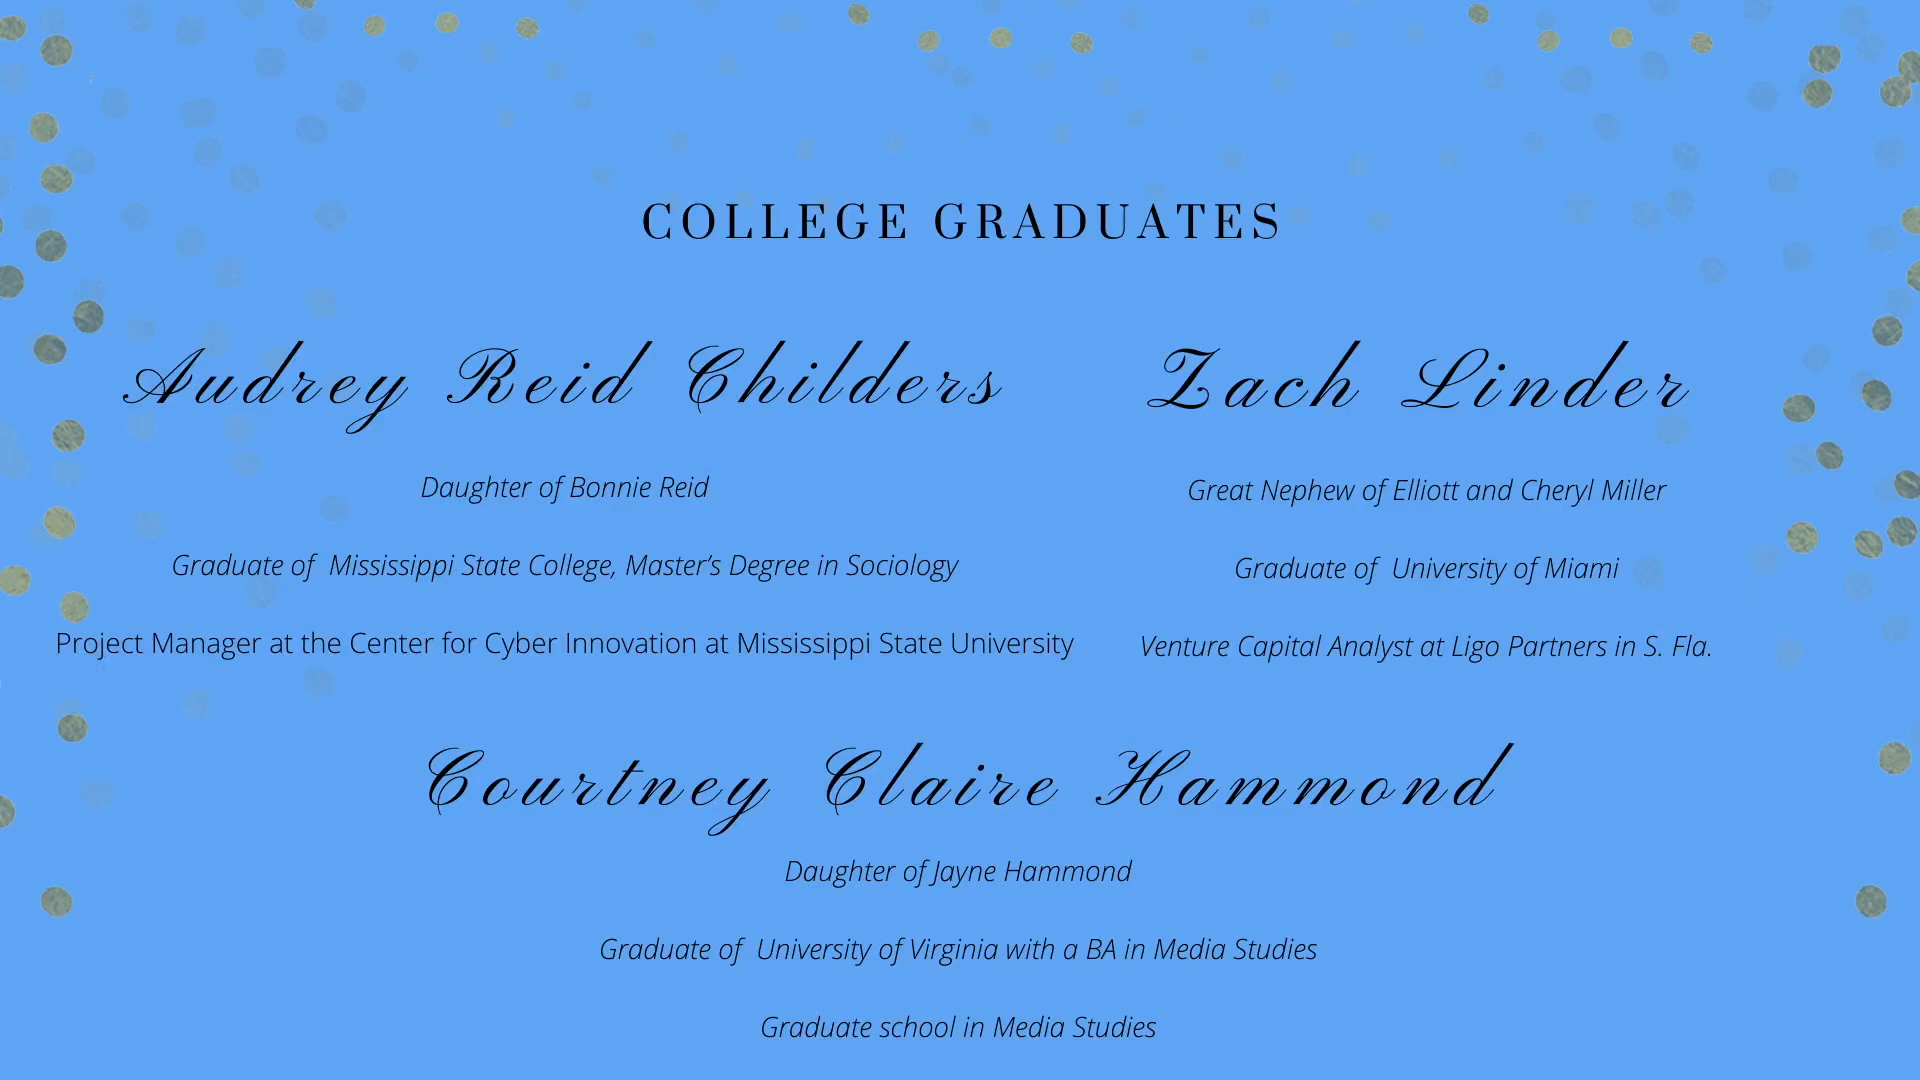 COLLEGE GRADUATES
Audrey Reid Childers
Daughter of Bonnie Reid
Graduate of Mississippi State College, Master's Degree in Sociology
Project Manager at the Center for Cyber Innovation at Mississippi State University
Zach Linder
Great Nephew of Elliott and Cheryl Miller
Graduate of University of Miami
Venture Capital Analyst at Ligo Partners in S. Fla.
Courtney Claire Hammond
Daughter of Jayne Hammond
Graduate of University of Virginia with a BA in Media Studies
Graduate school in Media Studies